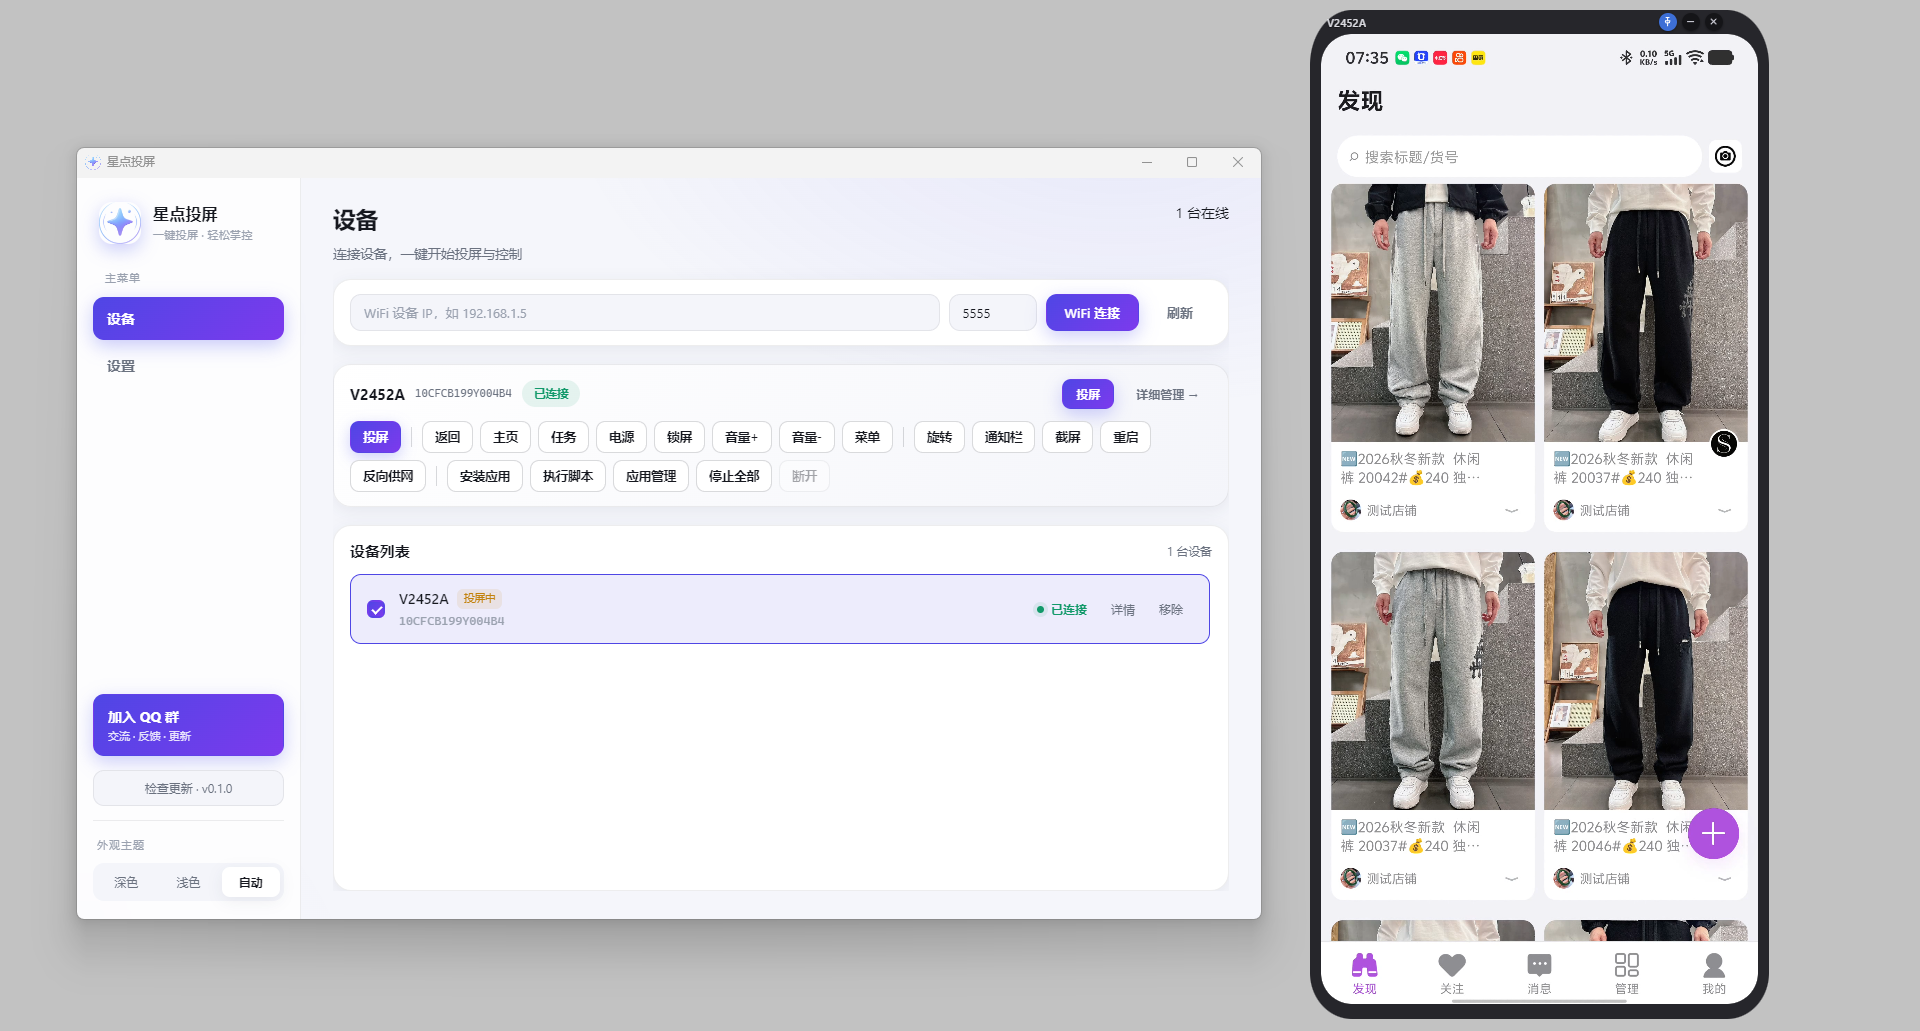 星点投屏
星点投屏
一键投屏 · 轻松掌控
主菜单
设备
设置
加入 QQ 群
交流 · 反馈 · 更新
检查更新 · v0.1.0
外观主题
深色 浅色 自动
设备
1 台在线
连接设备，一键开始投屏与控制
WiFi 设备 IP，如 192.168.1.5
5555
WiFi 连接
刷新
V2452A 10CFCB199Y004B4 已连接
投屏 详细管理 →
投屏 返回 主页 任务 电源 锁屏 音量+ 音量- 菜单 旋转 通知栏 截屏 重启
反向供网 安装应用 执行脚本 应用管理 停止全部 断开
设备列表
1 台设备
V2452A 投屏中
10CFCB199Y004B4
已连接 详情 移除
V2452A
07:35
0.10 KB/s 5G
发现
搜索标题/货号
🆕2026秋冬新款 休闲
裤 20042#💰240 独···
测试店铺
🆕2026秋冬新款 休闲
裤 20037#💰240 独···
测试店铺
🆕2026秋冬新款 休闲
裤 20037#💰240 独···
测试店铺
🆕2026秋冬新款 休闲
裤 20046#💰240 独···
测试店铺
S
发现 关注 消息 管理 我的